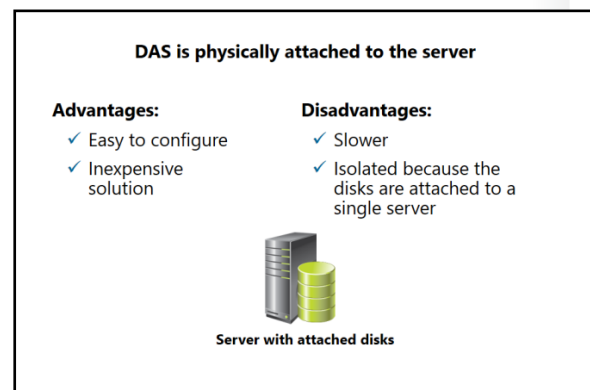 DAS is physically attached to the server
Advantages:
✓ Easy to configure
✓ Inexpensive
solution
Disadvantages:
✓ Slower
✓ Isolated because the
disks are attached to a
single server
Server with attached disks